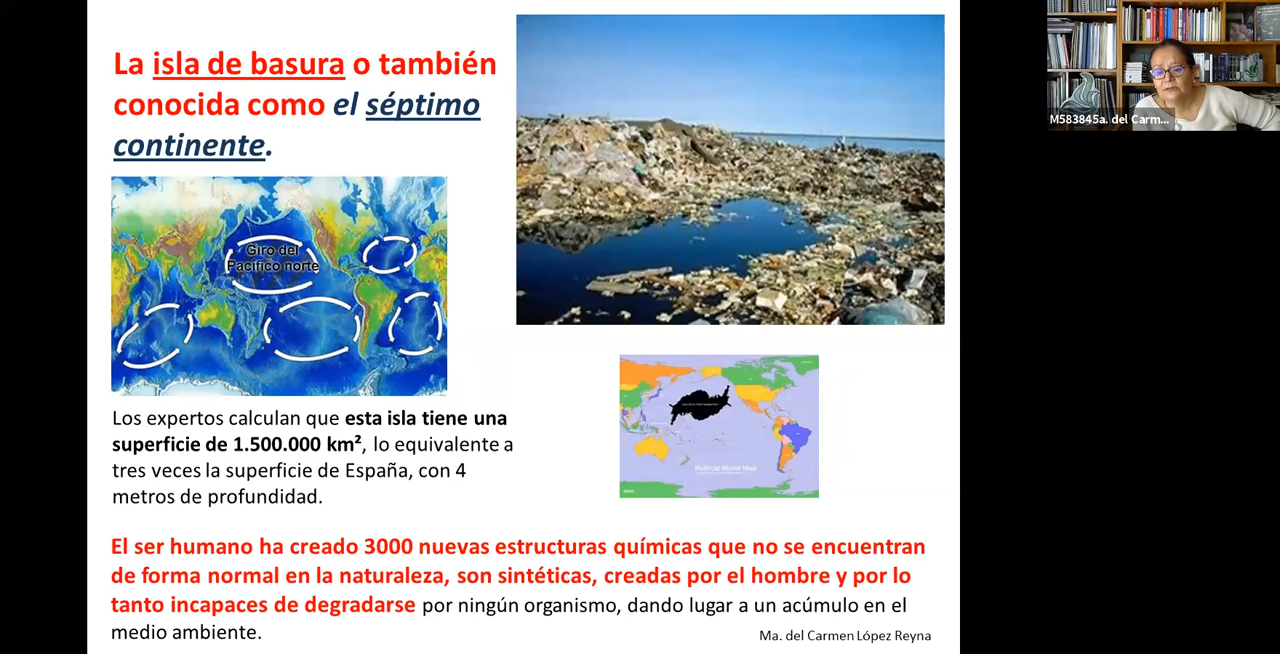 La isla de basura o también
conocida como el séptimo
continente.
Giro del
Pacífico norte
Los expertos calculan que esta isla tiene una
superficie de 1.500.000 km², lo equivalente a
tres veces la superficie de España, con 4
metros de profundidad.
Political World Map
El ser humano ha creado 3000 nuevas estructuras químicas que no se encuentran
de forma normal en la naturaleza, son sintéticas, creadas por el hombre y por lo
tanto incapaces de degradarse por ningún organismo, dando lugar a un acúmulo en el
medio ambiente.
Ma. del Carmen López Reyna
M583845a. del Carm...